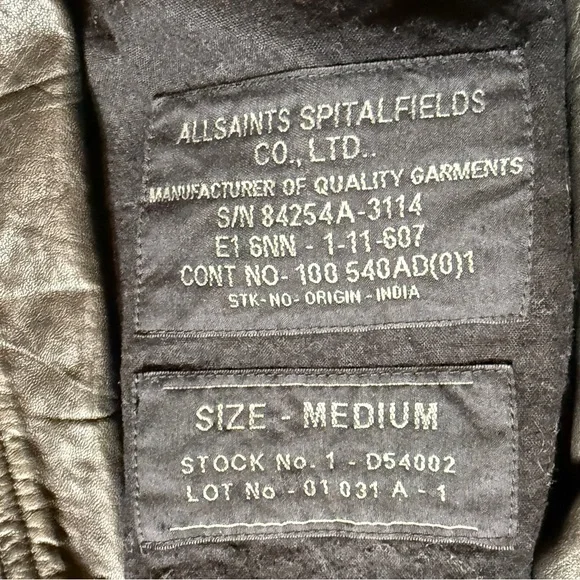 ALLSAINTS SPITALFIELDS
CO., LTD..
MANUFACTURER OF QUALITY GARMENTS
S/N 84254A-3114
E1 6NN - 1-11-607
CONT NO- 100 540AD(0)1
STK-NO- ORIGIN - INDIA
SIZE - MEDIUM
STOCK No. 1 - D54002
LOT No - 01 031 A - 1